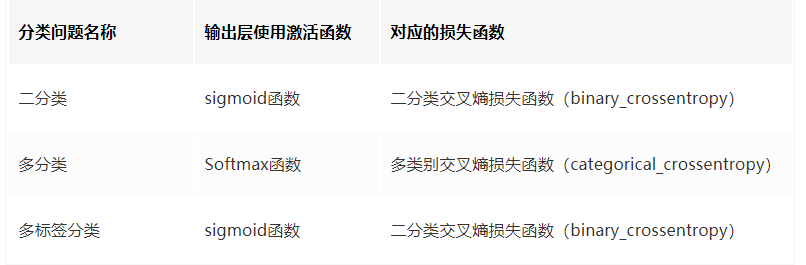 分类问题名称 输出层使用激活函数 对应的损失函数
二分类 sigmoid函数 二分类交叉熵损失函数（binary_crossentropy）
多分类 Softmax函数 多类别交叉熵损失函数（categorical_crossentropy）
多标签分类 sigmoid函数 二分类交叉熵损失函数（binary_crossentropy）